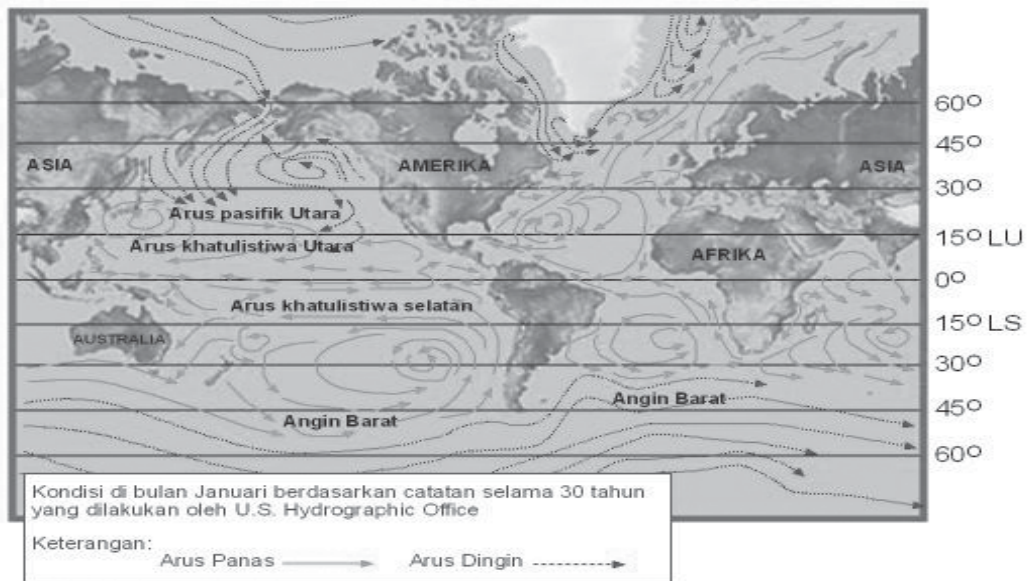 60°
45°
ASIA
AMERIKA
ASIA
30°
Arus pasifik Utara
15° LU
Arus khatulistiwa Utara
AFRIKA
0°
Arus khatulistiwa selatan
15° LS
AUSTRALIA
30°
Angin Barat
Angin Barat
45°
60°
Kondisi di bulan Januari berdasarkan catatan selama 30 tahun
yang dilakukan oleh U.S. Hydrographic Office
Keterangan:
Arus Panas
Arus Dingin